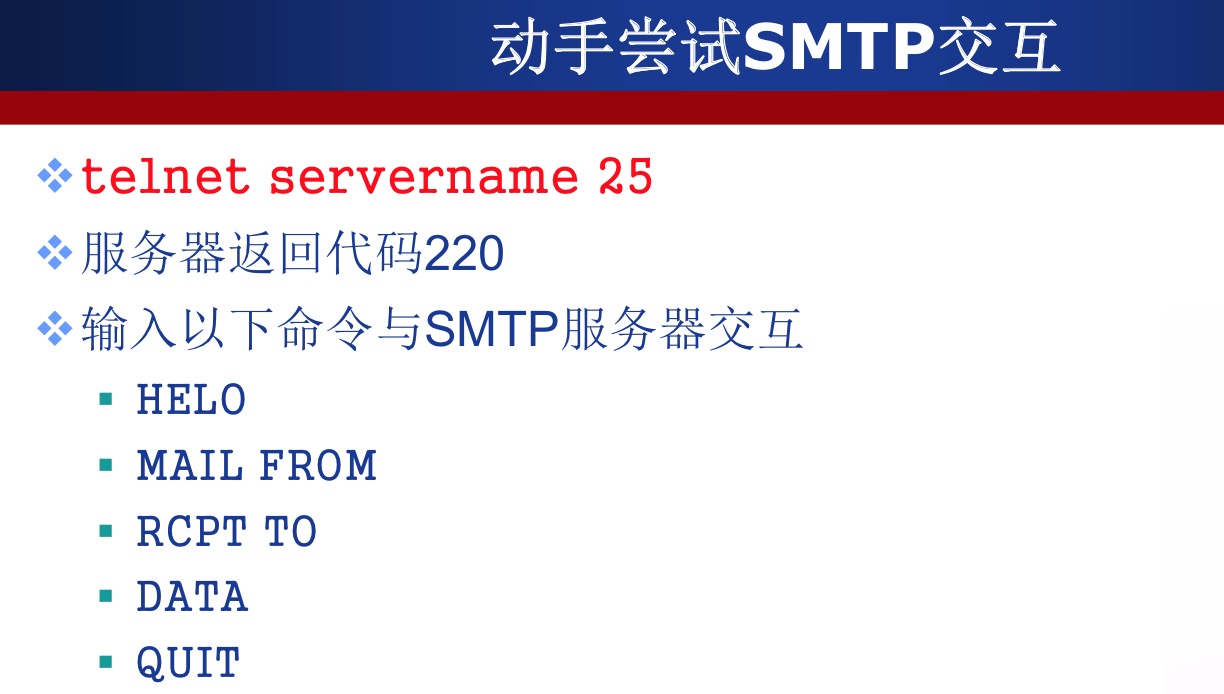 动手尝试SMTP交互
telnet servername 25
服务器返回代码220
输入以下命令与SMTP服务器交互
HELO
MAIL FROM
RCPT TO
DATA
QUIT